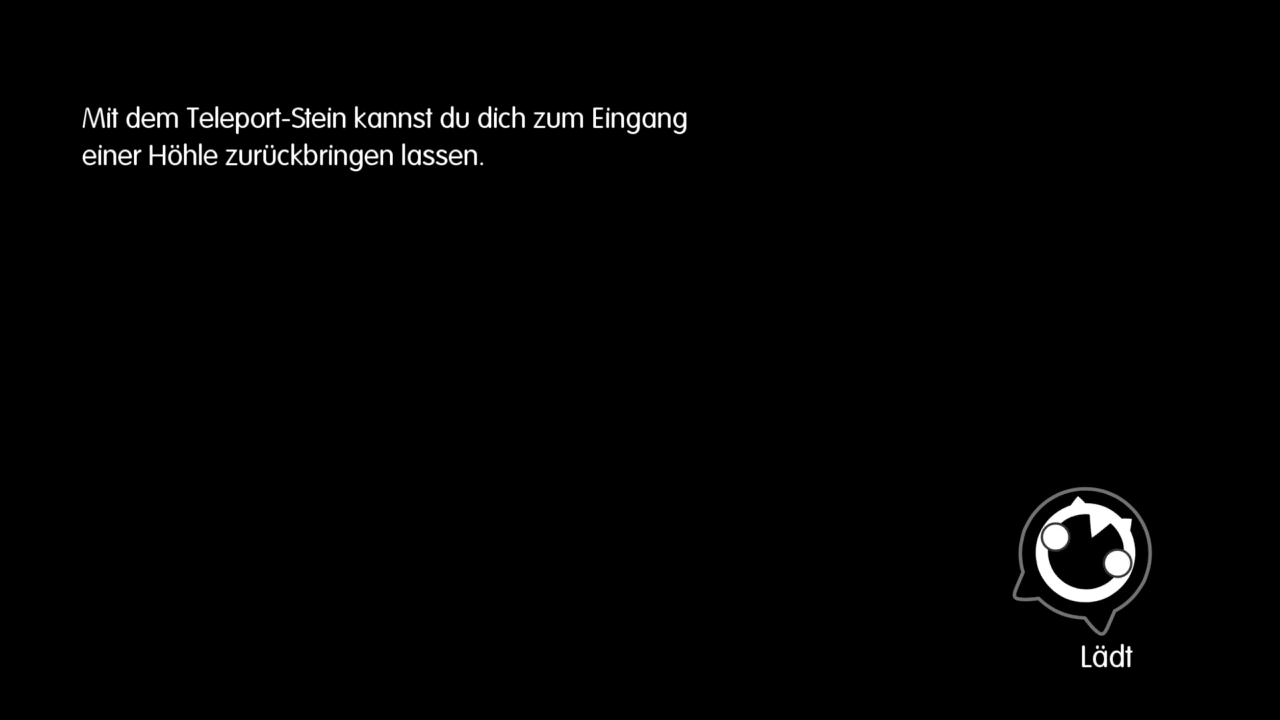 Mit dem Teleport-Stein kannst du dich zum Eingang
einer Höhle zurückbringen lassen.
Lädt